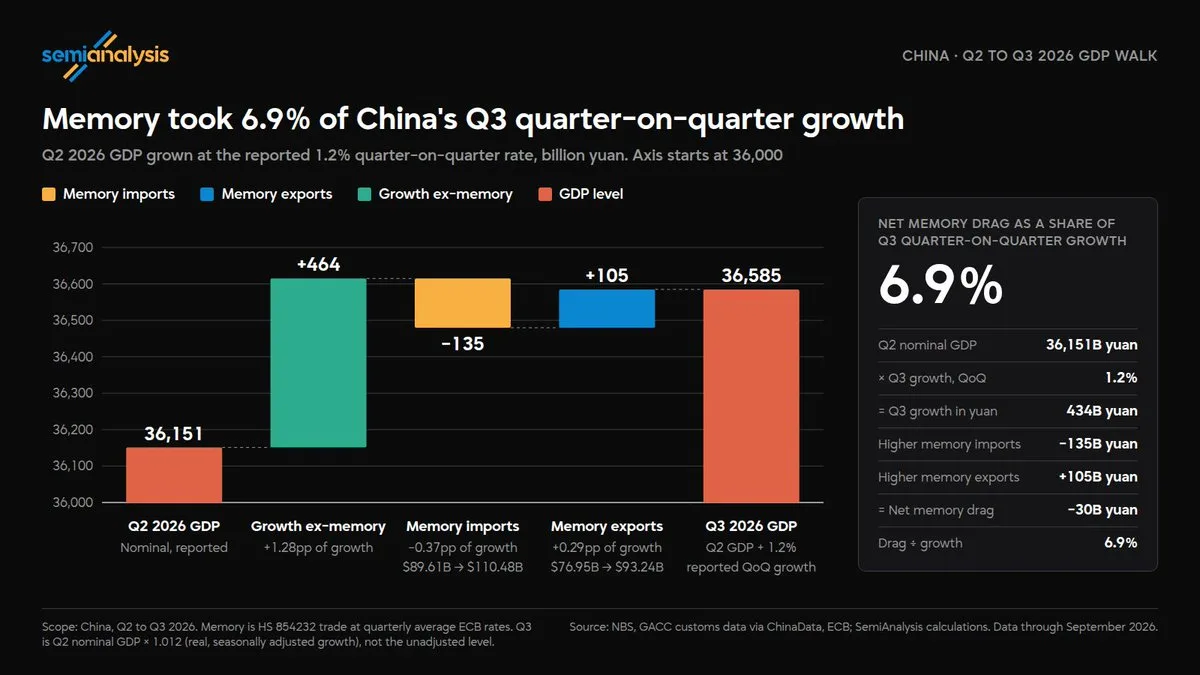 semianalysis
CHINA · Q2 TO Q3 2026 GDP WALK
Memory took 6.9% of China's Q3 quarter-on-quarter growth
Q2 2026 GDP grown at the reported 1.2% quarter-on-quarter rate, billion yuan. Axis starts at 36,000
Memory imports
Memory exports
Growth ex-memory
GDP level
36,700
36,600
36,500
36,400
36,300
36,200
36,100
36,000
36,151
+464
−135
+105
36,585
Q2 2026 GDP
Nominal, reported
Growth ex-memory
+1.28pp of growth
Memory imports
−0.37pp of growth
$89.61B → $110.48B
Memory exports
+0.29pp of growth
$76.95B → $93.24B
Q3 2026 GDP
Q2 GDP + 1.2%
reported QoQ growth
NET MEMORY DRAG AS A SHARE OF
Q3 QUARTER-ON-QUARTER GROWTH
6.9%
Q2 nominal GDP 36,151B yuan
× Q3 growth, QoQ 1.2%
= Q3 growth in yuan 434B yuan
Higher memory imports −135B yuan
Higher memory exports +105B yuan
= Net memory drag −30B yuan
Drag ÷ growth 6.9%
Scope: China, Q2 to Q3 2026. Memory is HS 854232 trade at quarterly average ECB rates. Q3
is Q2 nominal GDP × 1.012 (real, seasonally adjusted growth), not the unadjusted level.
Source: NBS, GACC customs data via ChinaData, ECB; SemiAnalysis calculations. Data through September 2026.